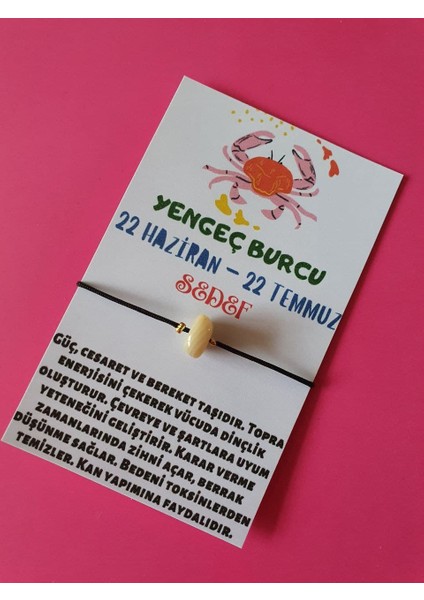 YENGEÇ BURCU
22 HAZİRAN – 22 TEMMUZ
SEDEF
GÜÇ, CESARET VE BEREKET TAŞIDIR. TOPRA
ENERJİSİNİ ÇEKEREK VÜCUDA DİNÇLİK
OLUŞTURUR. ÇEVREYE VE ŞARTLARA UYUM
YETENEĞİNİ GELİŞTİRİR. KARAR VERME
ZAMANLARINDA ZİHNİ AÇAR, BERRAK
DÜŞÜNME SAĞLAR. BEDENİ TOKSİNLERDEN
TEMİZLER. KAN YAPIMINA FAYDALIDIR.